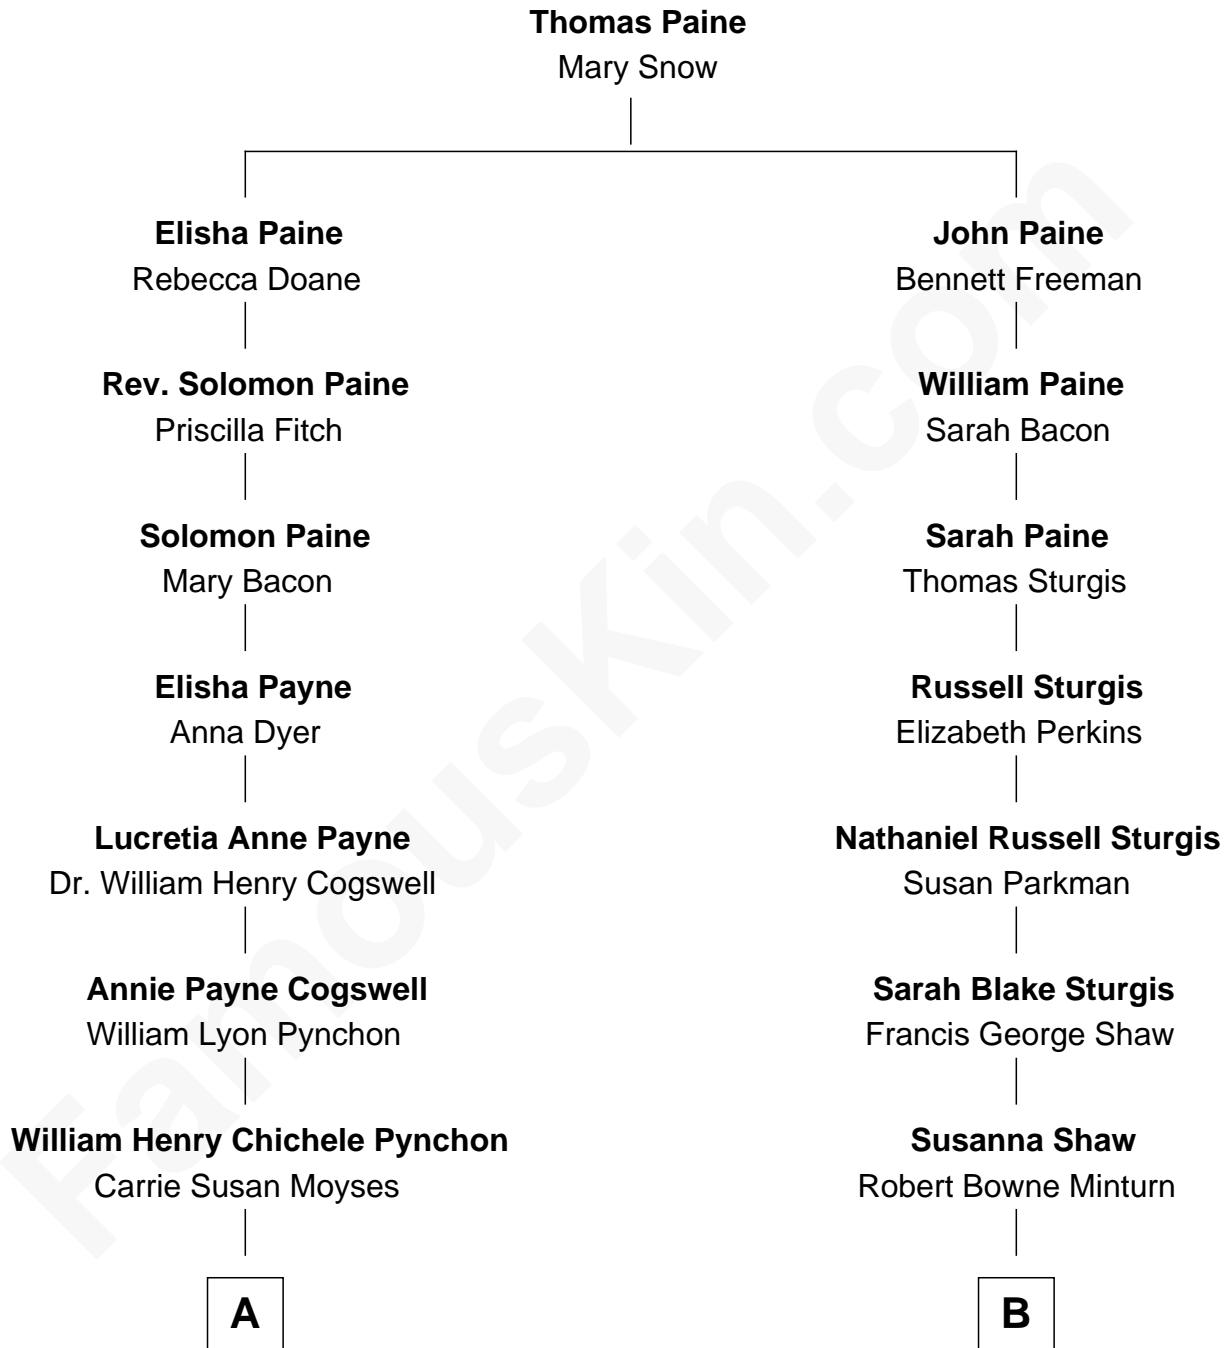 Thomas Paine
Mary Snow
Elisha Paine
Rebecca Doane
John Paine
Bennett Freeman
Rev. Solomon Paine
Priscilla Fitch
William Paine
Sarah Bacon
Solomon Paine
Mary Bacon
Sarah Paine
Thomas Sturgis
Elisha Payne
Anna Dyer
Russell Sturgis
Elizabeth Perkins
Lucretia Anne Payne
Dr. William Henry Cogswell
Nathaniel Russell Sturgis
Susan Parkman
Annie Payne Cogswell
William Lyon Pynchon
Sarah Blake Sturgis
Francis George Shaw
William Henry Chichele Pynchon
Carrie Susan Moyses
Susanna Shaw
Robert Bowne Minturn
A
B
FamousKin.com